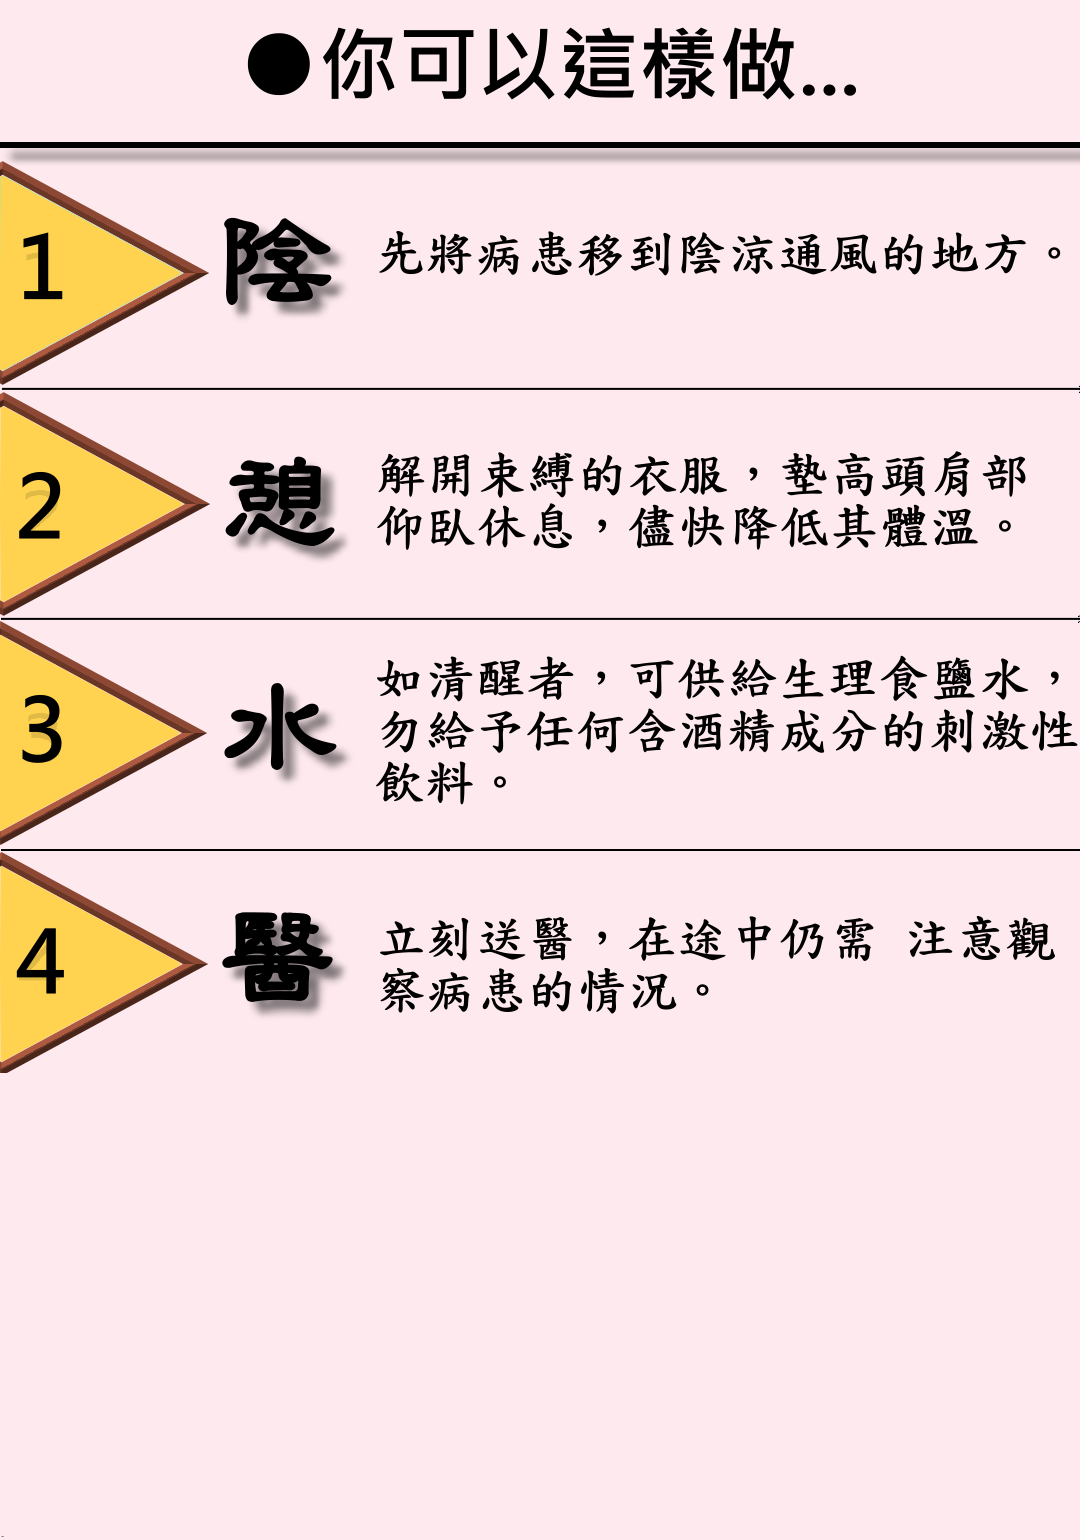 ●你可以這樣做...
1
陰
先將病患移到陰涼通風的地方。
2
憩
解開束縛的衣服，墊高頭肩部
仰臥休息，儘快降低其體溫。
3
水
如清醒者，可供給生理食鹽水，
勿給予任何含酒精成分的刺激性
飲料。
4
醫
立刻送醫，在途中仍需 注意觀
察病患的情況。